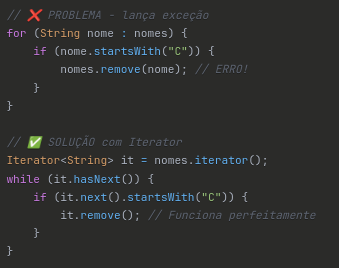 // ❌ PROBLEMA - lança exceção
for (String nome : nomes) {
    if (nome.startsWith("C")) {
        nomes.remove(nome); // ERRO!
    }
}

// ✅ SOLUÇÃO com Iterator
Iterator<String> it = nomes.iterator();
while (it.hasNext()) {
    if (it.next().startsWith("C")) {
        it.remove(); // Funciona perfeitamente
    }
}